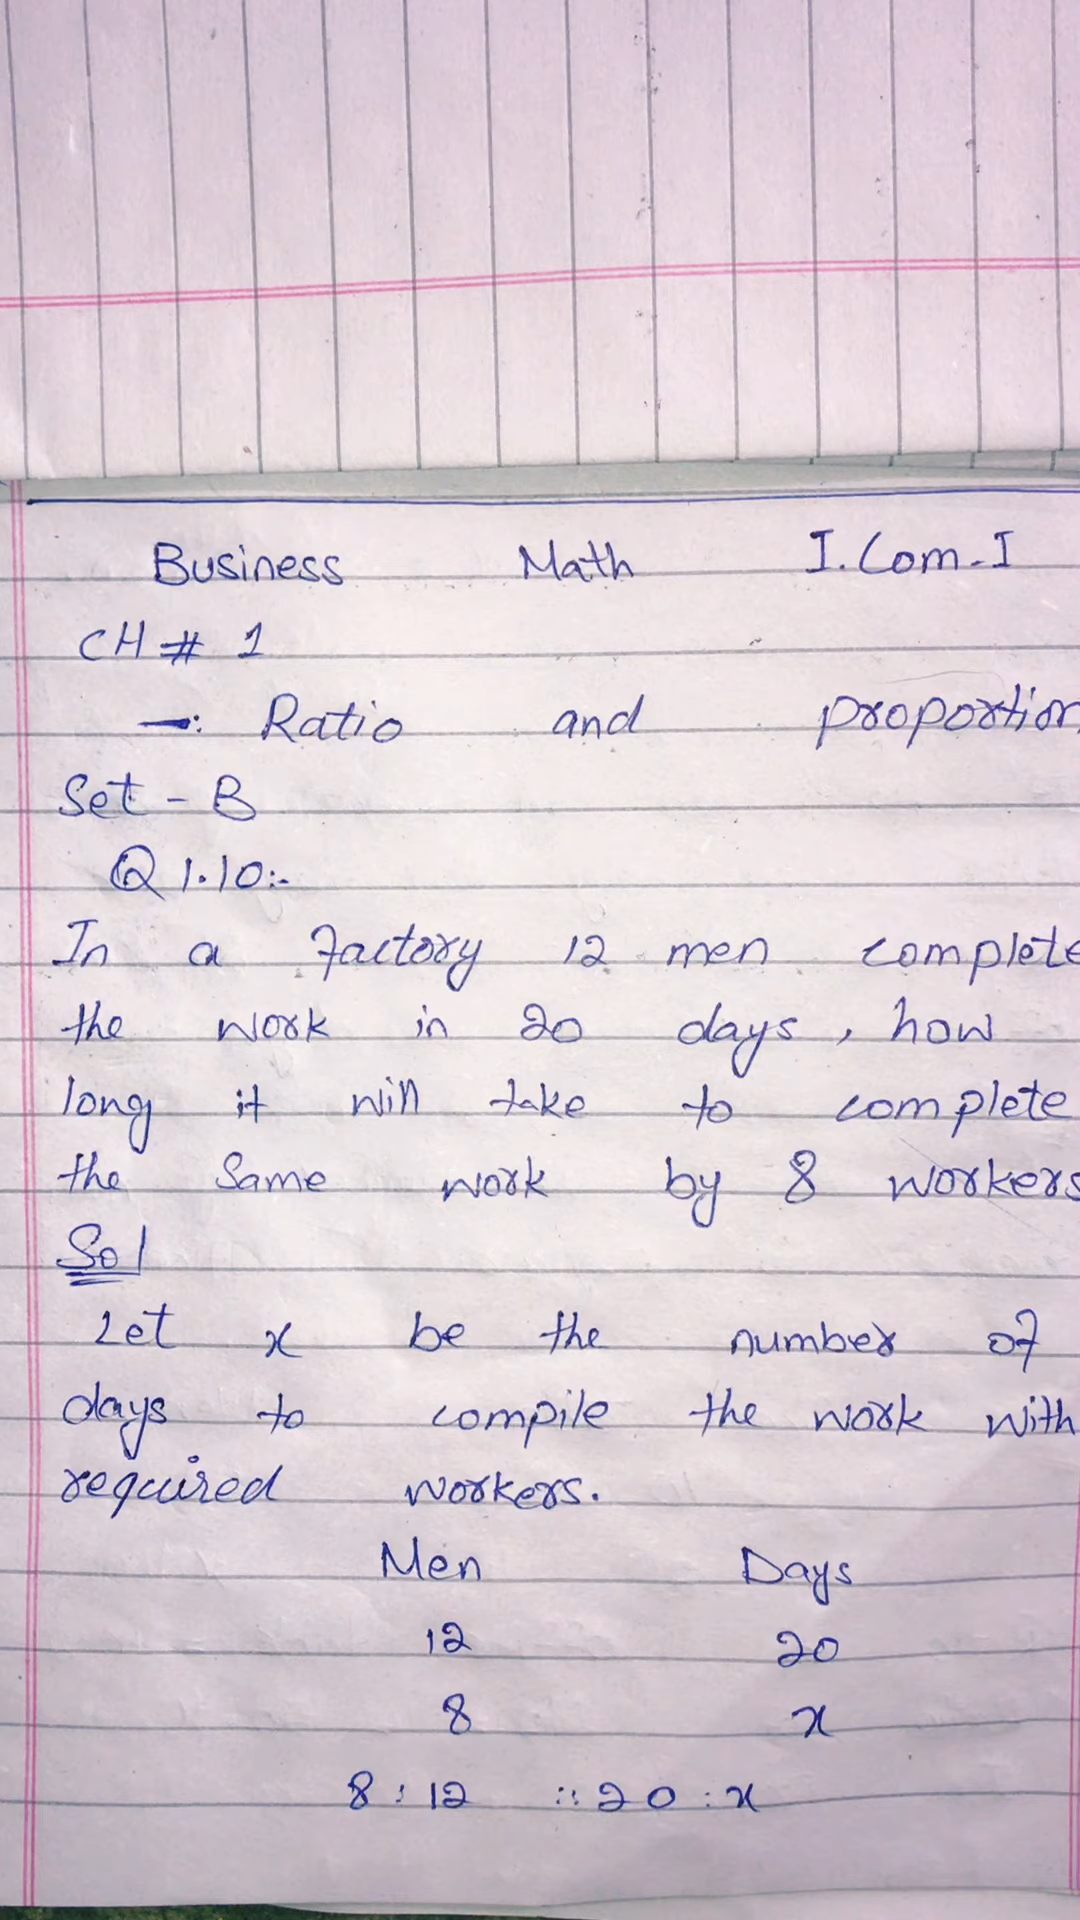 Business Math I.Com-I
CH # 1
—: Ratio and proportion
Set - B
Q 1.10:-
In a factory 12 men complete
the work in 20 days, how
long it will take to complete
the same work by 8 workers
Sol
Let x be the number of
days to compile the work with
required workers.
Men Days
12 20
8 x
8 : 12 :: 20 : x